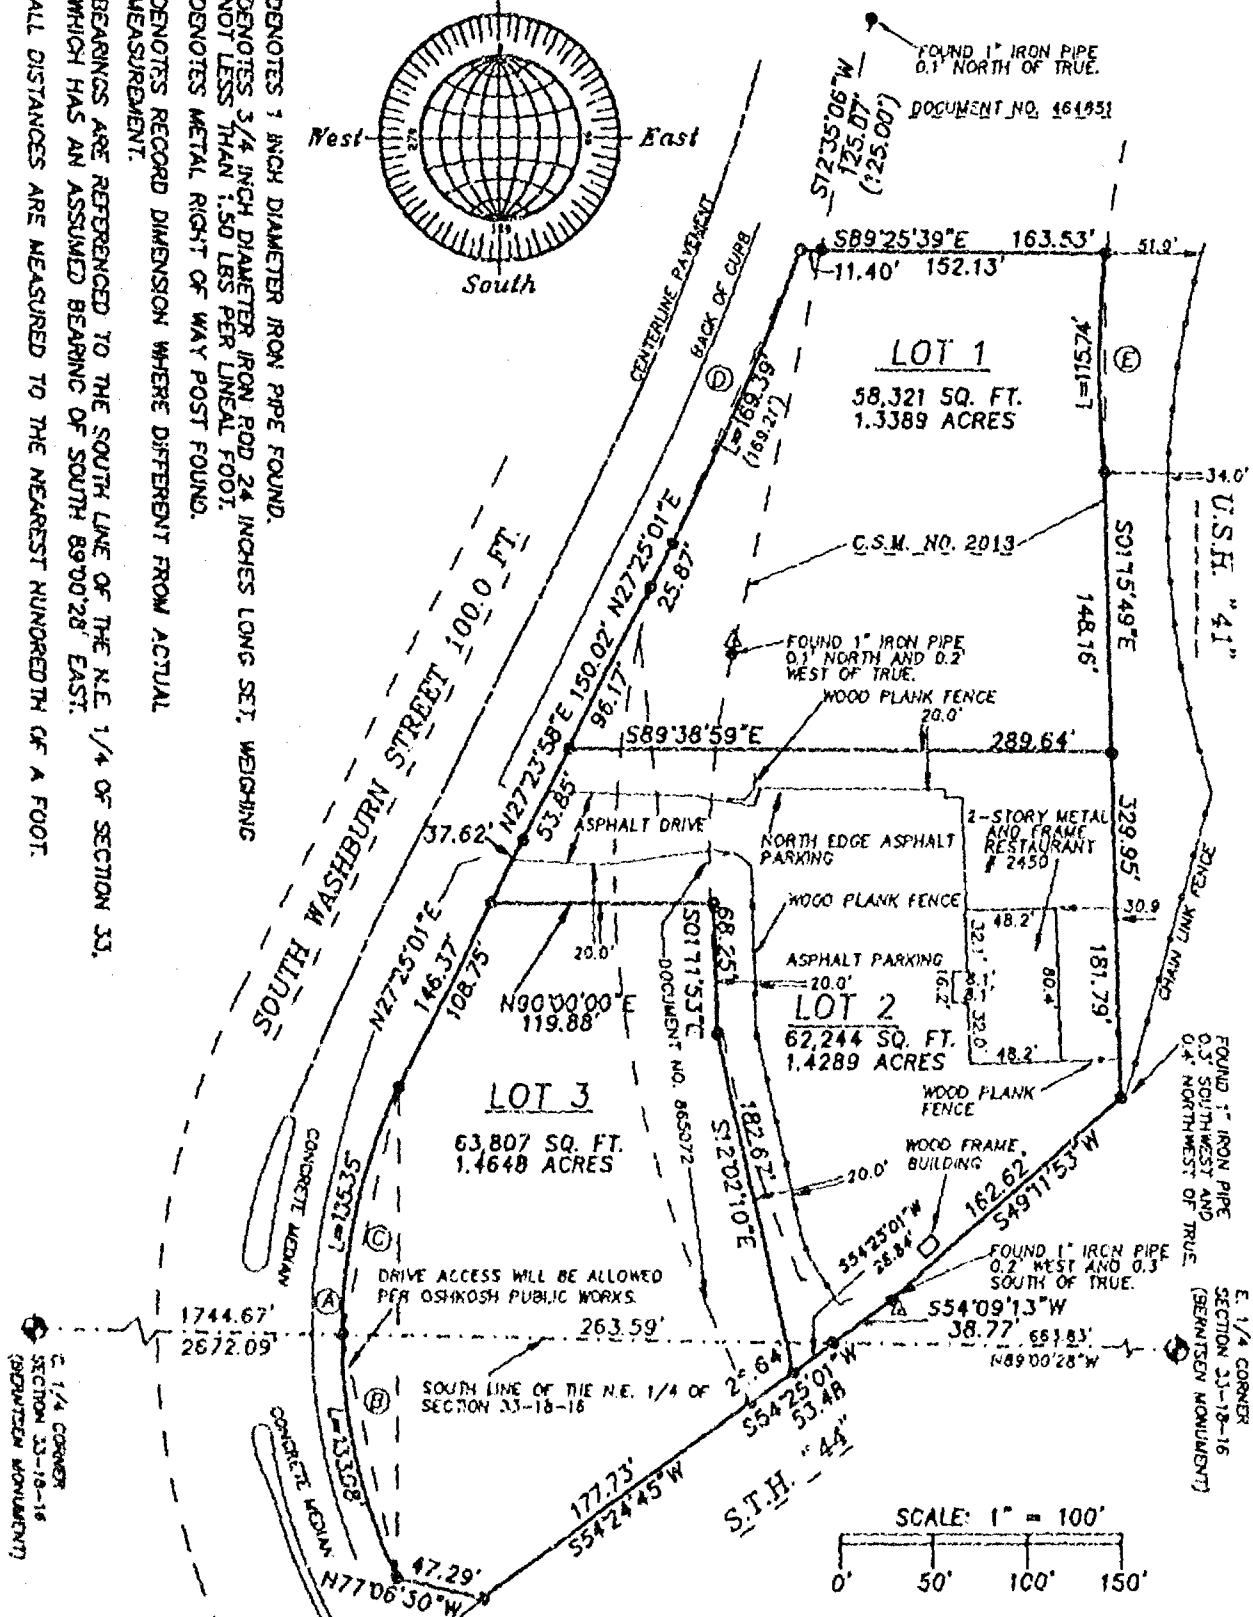 DENOTES 1 INCH DIAMETER IRON PIPE FOUND.
DENOTES 3/4 INCH DIAMETER IRON ROD 24 INCHES LONG SET, WEIGHING
NOT LESS THAN 1.50 LBS PER LINEAL FOOT.
DENOTES METAL RIGHT OF WAY POST FOUND.
DENOTES RECORD DIMENSION WHERE DIFFERENT FROM ACTUAL
MEASUREMENT.
BEARINGS ARE REFERENCED TO THE SOUTH LINE OF THE N.E. 1/4 OF SECTION 33,
WHICH HAS AN ASSUMED BEARING OF SOUTH 89°00'28" EAST.
ALL DISTANCES ARE MEASURED TO THE NEAREST HUNDREDTH OF A FOOT.
West
East
South
FOUND 1" IRON PIPE
0.1' NORTH OF TRUE.
DOCUMENT NO. 464851
S12°35'06"W
125.07'
(125.00')
S89°25'39"E 163.53'
11.40' 152.13'
51.9'
CENTERLINE PAVEMENT
BACK OF CURB
LOT 1
58,321 SQ. FT.
1.3389 ACRES
L=115.74'
E
D
L=169.39'
(169.21')
34.0'
U.S.H. "41"
C.S.M. NO. 2013
S01°15'49"E
148.16'
N27°25'01"E
25.87'
FOUND 1" IRON PIPE
0.1' NORTH AND 0.2'
WEST OF TRUE.
WOOD PLANK FENCE
20.0'
SOUTH WASHBURN STREET 100.0 FT.
N27°23'58"E 150.02'
96.17'
53.85'
S89°38'59"E 289.64'
37.62'
ASPHALT DRIVE
NORTH EDGE ASPHALT
PARKING
2-STORY METAL
AND FRAME
RESTAURANT
# 2450
329.95'
CHAIN LINK FENCE
WOOD PLANK FENCE
48.2'
30.9
N27°25'01"E
146.37'
108.75'
20.0'
68.25'
S01°11'53"E
ASPHALT PARKING
20.0'
32.1'
16.2'
32.0'
80.4'
181.79'
N90°00'00"E
119.88'
DOCUMENT NO. 865072
LOT 2
62,244 SQ. FT.
1.4289 ACRES
48.2'
WOOD PLANK
FENCE
FOUND 1" IRON PIPE
0.3' SOUTHWEST AND
0.4' NORTHWEST OF TRUE
LOT 3
63,807 SQ. FT.
1.4648 ACRES
182.67'
S12°02'10"E
WOOD FRAME
BUILDING
20.0'
162.62'
S49°11'53"W
CONCRETE MEDIAN
L=135.35'
C
S54°25'01"W
28.84'
FOUND 1" IRON PIPE
0.2' WEST AND 0.3'
SOUTH OF TRUE.
DRIVE ACCESS WILL BE ALLOWED
PER OSHKOSH PUBLIC WORKS.
A
S54°09'13"W
38.77'
E. 1/4 CORNER
SECTION 33-18-16
(BERNTSEN MONUMENT)
1744.67'
2672.09'
263.59'
663.83'
N89°00'28"W
C 1/4 CORNER
SECTION 33-18-16
(BERNTSEN MONUMENT)
SOUTH LINE OF THE N.E. 1/4 OF
SECTION 33-18-16
B
S54°25'01"W
53.48
S.T.H. "44"
L=233.08'
CONCRETE MEDIAN
177.73'
S54°24'45"W
47.29'
N77°06'50"W
SCALE: 1" = 100'
0' 50' 100' 150'